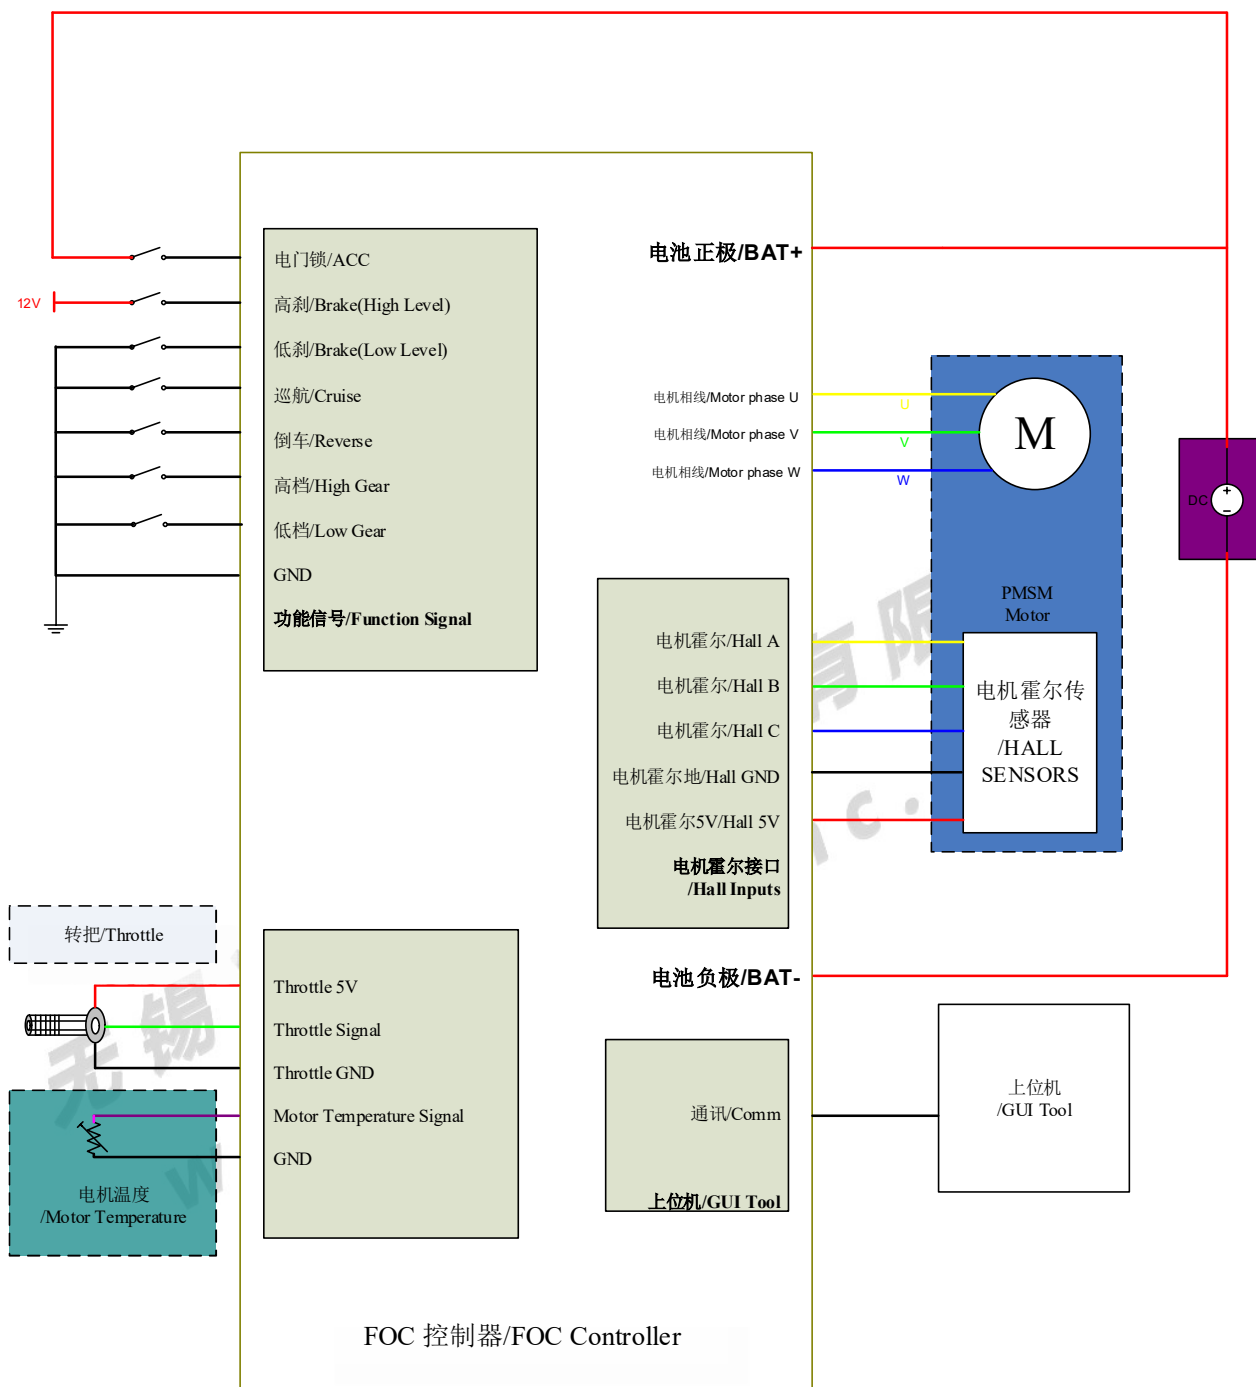 电门锁/ACC
12V
高刹/Brake(High Level)
低刹/Brake(Low Level)
巡航/Cruise
倒车/Reverse
高档/High Gear
低档/Low Gear
GND
功能信号/Function Signal
电池正极/BAT+
电机相线/Motor phase U
U
电机相线/Motor phase V
V
电机相线/Motor phase W
W
M
DC
PMSM
Motor
电机霍尔/Hall A
电机霍尔/Hall B
电机霍尔/Hall C
电机霍尔地/Hall GND
电机霍尔5V/Hall 5V
电机霍尔接口
/Hall Inputs
电机霍尔传
感器
/HALL
SENSORS
转把/Throttle
Throttle 5V
Throttle Signal
Throttle GND
Motor Temperature Signal
GND
电机温度
/Motor Temperature
电池负极/BAT-
通讯/Comm
上位机/GUI Tool
上位机
/GUI Tool
FOC 控制器/FOC Controller
无锡
有限